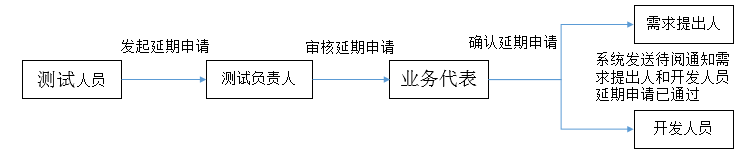 需求提出人
发起延期申请
审核延期申请
确认延期申请
系统发送待阅通知需
求提出人和开发人员
延期申请已通过
测试人员
测试负责人
业务代表
开发人员